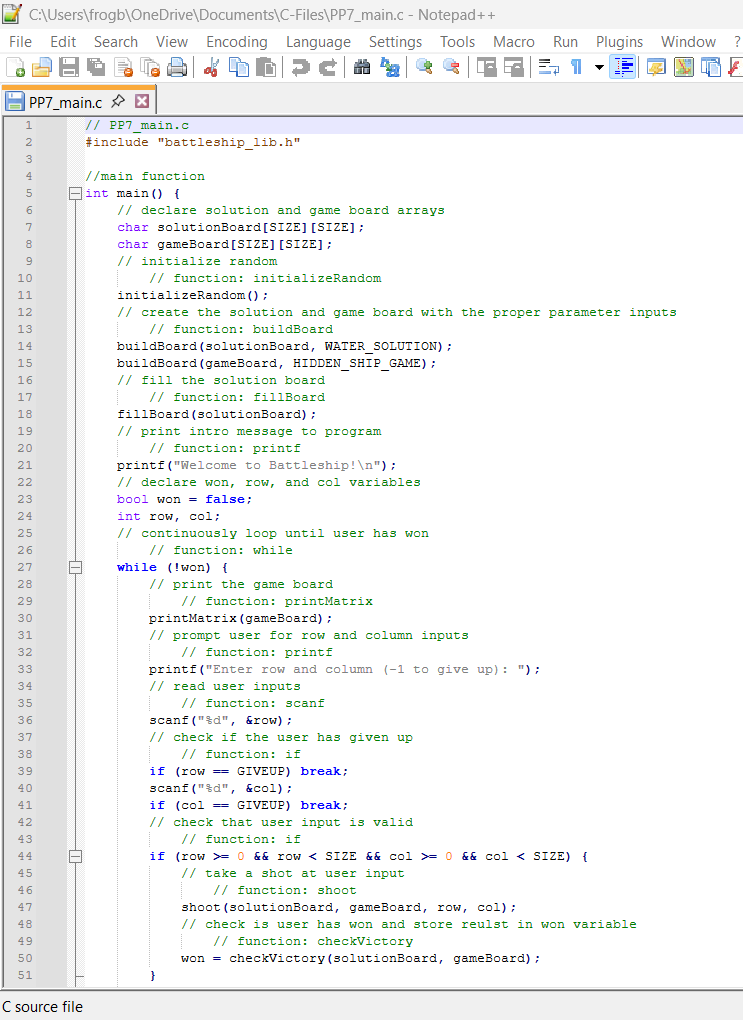 C:\Users\frogb\OneDrive\Documents\C-Files\PP7_main.c - Notepad++
File Edit Search View Encoding Language Settings Tools Macro Run Plugins Window ?
PP7_main.c
1 // PP7_main.c
2 #include "battleship_lib.h"
3
4 //main function
5 int main() {
6     // declare solution and game board arrays
7     char solutionBoard[SIZE][SIZE];
8     char gameBoard[SIZE][SIZE];
9     // initialize random
10         // function: initializeRandom
11     initializeRandom();
12     // create the solution and game board with the proper parameter inputs
13         // function: buildBoard
14     buildBoard(solutionBoard, WATER_SOLUTION);
15     buildBoard(gameBoard, HIDDEN_SHIP_GAME);
16     // fill the solution board
17         // function: fillBoard
18     fillBoard(solutionBoard);
19     // print intro message to program
20         // function: printf
21     printf("Welcome to Battleship!\n");
22     // declare won, row, and col variables
23     bool won = false;
24     int row, col;
25     // continuously loop until user has won
26         // function: while
27     while (!won) {
28         // print the game board
29             // function: printMatrix
30         printMatrix(gameBoard);
31         // prompt user for row and column inputs
32             // function: printf
33         printf("Enter row and column (-1 to give up): ");
34         // read user inputs
35             // function: scanf
36         scanf("%d", &row);
37         // check if the user has given up
38             // function: if
39         if (row == GIVEUP) break;
40         scanf("%d", &col);
41         if (col == GIVEUP) break;
42         // check that user input is valid
43             // function: if
44         if (row >= 0 && row < SIZE && col >= 0 && col < SIZE) {
45             // take a shot at user input
46                 // function: shoot
47             shoot(solutionBoard, gameBoard, row, col);
48             // check is user has won and store reulst in won variable
49                 // function: checkVictory
50             won = checkVictory(solutionBoard, gameBoard);
51         }
C source file